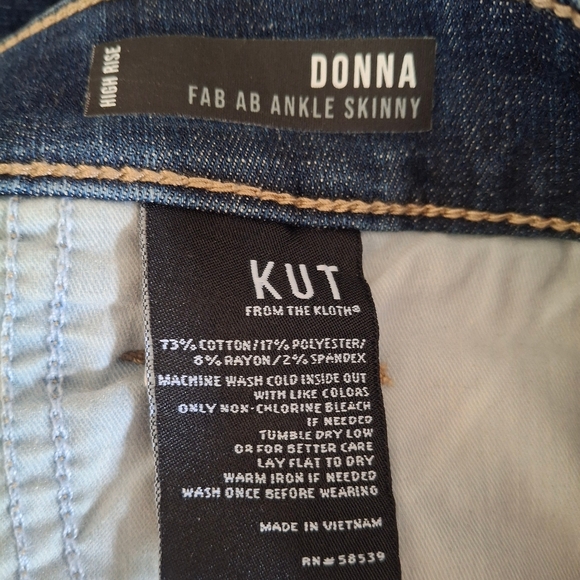 HIGH RISE
DONNA
FAB AB ANKLE SKINNY
KUT
FROM THE KLOTH®
73% COTTON/17% POLYESTER/
8% RAYON/2% SPANDEX
MACHINE WASH COLD INSIDE OUT
WITH LIKE COLORS
ONLY NON-CHLORINE BLEACH
IF NEEDED
TUMBLE DRY LOW
OR FOR BETTER CARE
LAY FLAT TO DRY
WARM IRON IF NEEDED
WASH ONCE BEFORE WEARING
MADE IN VIETNAM
RN# 58539